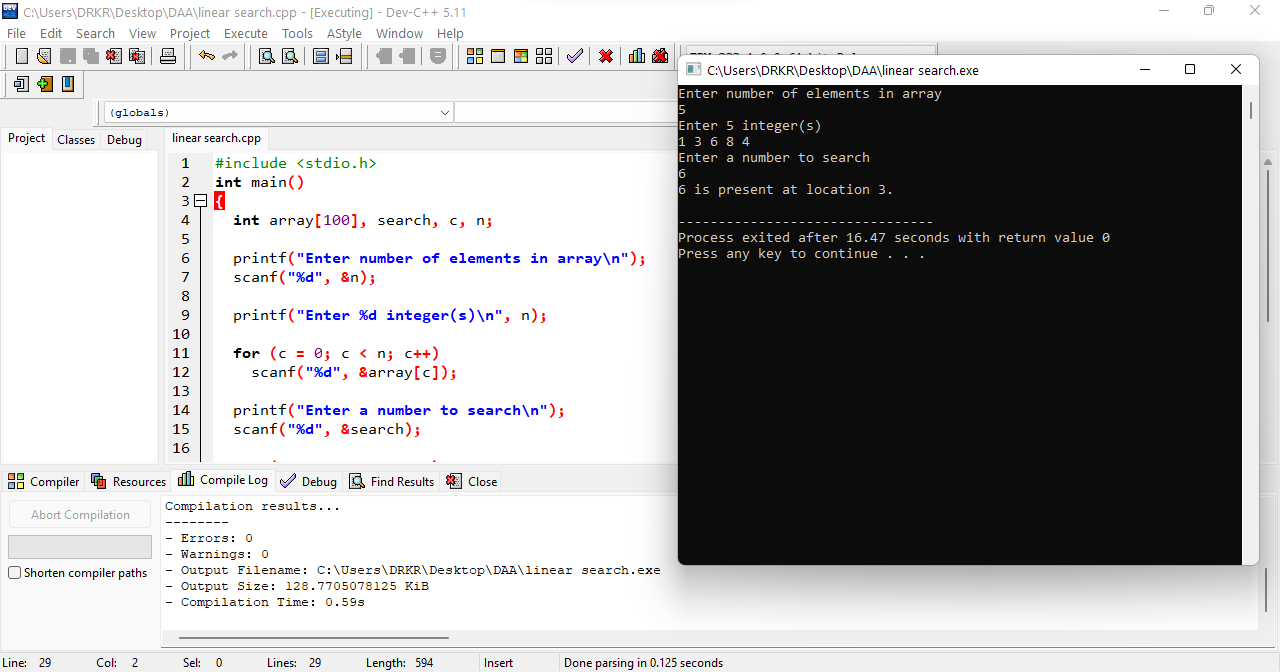 C:\Users\DRKR\Desktop\DAA\linear search.cpp - [Executing] - Dev-C++ 5.11
File Edit Search View Project Execute Tools AStyle Window Help
(globals)
Project Classes Debug
linear search.cpp
1 #include <stdio.h>
2 int main()
3 {
4 int array[100], search, c, n;
5
6 printf("Enter number of elements in array\n");
7 scanf("%d", &n);
8
9 printf("Enter %d integer(s)\n", n);
10
11 for (c = 0; c < n; c++)
12 scanf("%d", &array[c]);
13
14 printf("Enter a number to search\n");
15 scanf("%d", &search);
16
C:\Users\DRKR\Desktop\DAA\linear search.exe
Enter number of elements in array
5
Enter 5 integer(s)
1 3 6 8 4
Enter a number to search
6
6 is present at location 3.
--------------------------------
Process exited after 16.47 seconds with return value 0
Press any key to continue . . .
Compiler Resources Compile Log Debug Find Results Close
Abort Compilation
Shorten compiler paths
Compilation results...
--------
- Errors: 0
- Warnings: 0
- Output Filename: C:\Users\DRKR\Desktop\DAA\linear search.exe
- Output Size: 128.7705078125 KiB
- Compilation Time: 0.59s
Line: 29 Col: 2 Sel: 0 Lines: 29 Length: 594 Insert Done parsing in 0.125 seconds